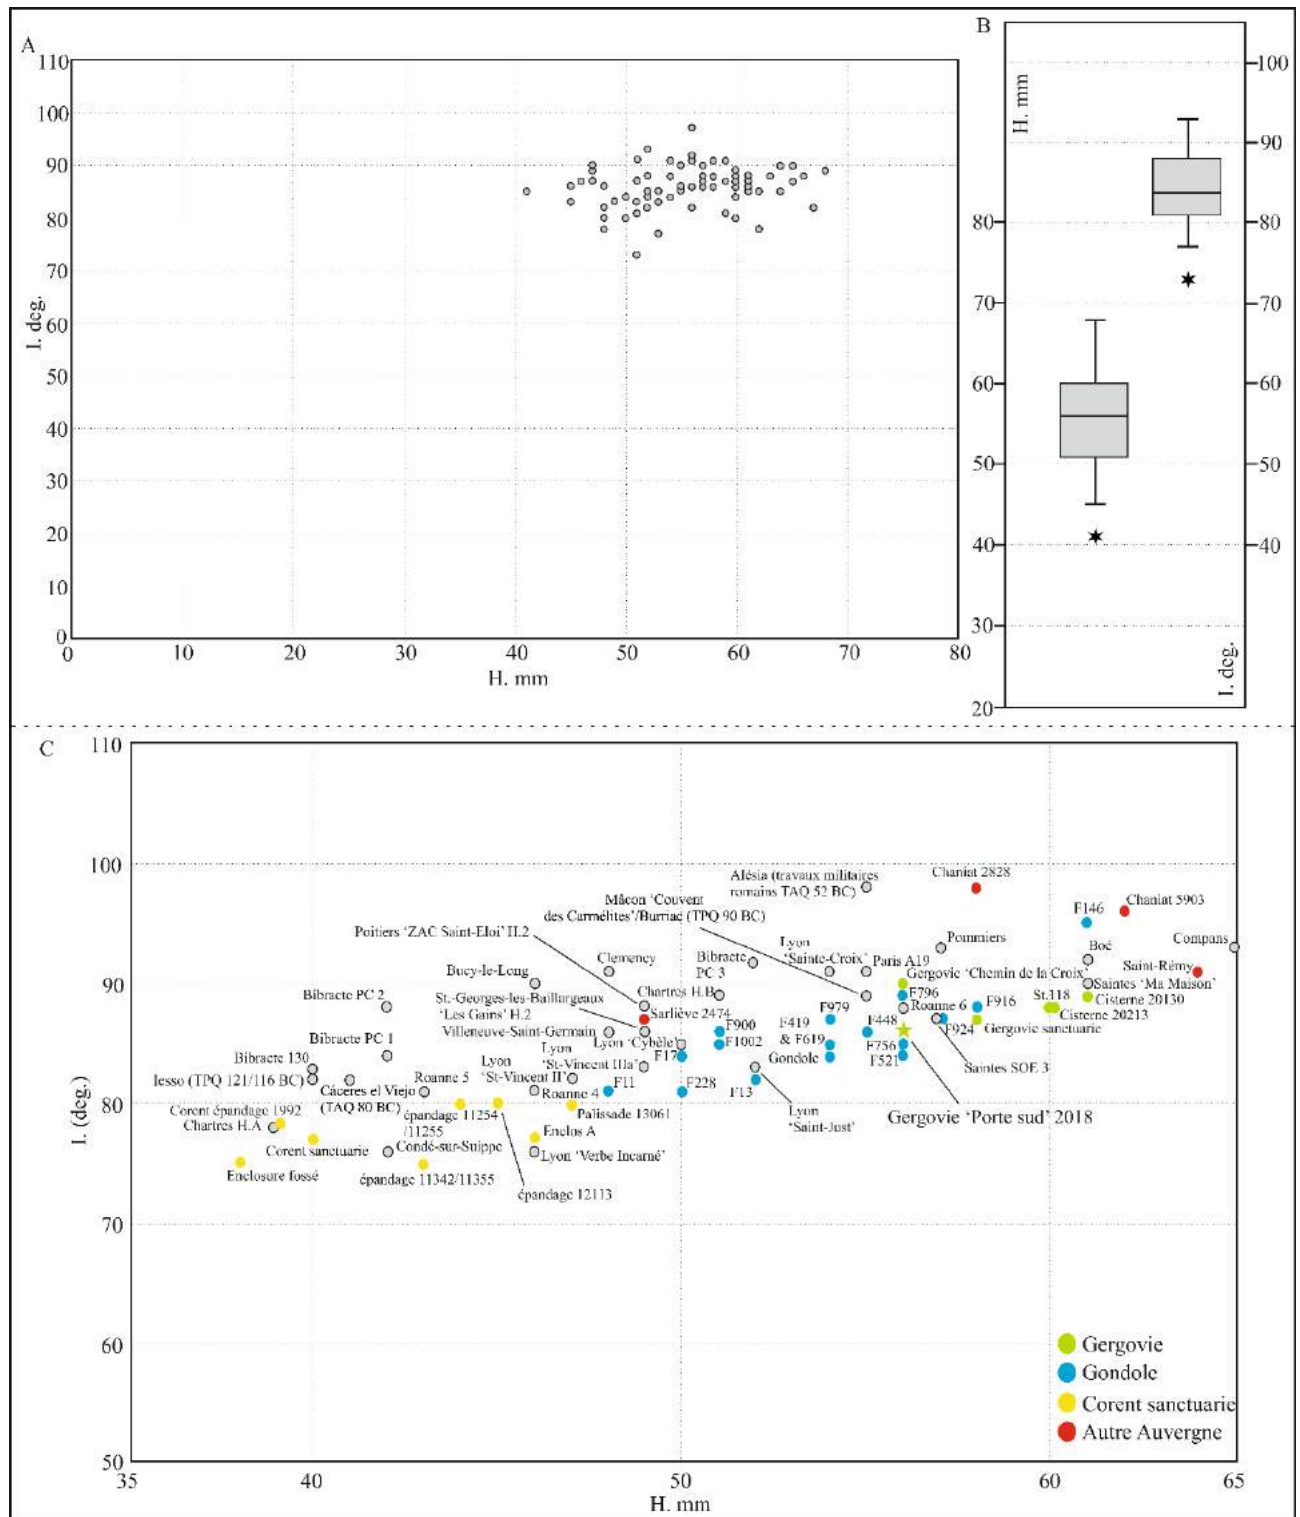 A
110
100
90
80
70
60
50
40
30
20
10
0
I. deg.
0 10 20 30 40 50 60 70 80
H. mm
B
H. mm
80
70
60
50
40
30
20
100
90
80
70
60
50
40
I. deg.
C
110
100
90
80
70
60
50
I. (deg.)
35 40 50 60 65
H. mm
Alésia (travaux militaires
romains TAQ 52 BC)
Chaniat 2828
Mâcon ‘Couvent
des Carmélites’/Burriac (TPQ 90 BC)
F146
Chaniat 5903
Poitiers ‘ZAC Saint-Eloi’ H.2
Clemency
Bibracte
PC 3
Lyon
‘Sainte-Croix’
Paris A19
Pommiers
Boé
Compans
Saint-Rémy
Bucy-le-Long
Gergovie ‘Chemin de la Croix’
Saintes ‘Ma Maison’
Bibracte PC 2
St.-Georges-les-Baillargeaux
‘Les Gains’ H.2
Chartres H.B
F796
St.118
Cisterne 20130
Sarliève 2474
F979
Roanne 6
F916
Cisterne 20213
Bibracte PC 1
Villeneuve-Saint-Germain
F900
F419
& F619
F448
F924
Gergovie sanctuarie
Lyon ‘Cybèle’
F1002
F756
Bibracte 130
Lyon
‘St-Vincent IIIa’
F17
Gondole
F521
Saintes SOE 3
Iesso (TPQ 121/116 BC)
Cáceres el Viejo
(TAQ 80 BC)
Roanne 5
Lyon
‘St-Vincent II’
F11
F228
F13
Roanne 4
Corent épandage 1992
Chartres H.A
épandage 11254
/11255
Palissade 13061
Lyon
‘Saint-Just’
Gergovie ‘Porte sud’ 2018
Corent sanctuarie
Condé-sur-Suippe
Enclos A
Lyon ‘Verbe Incarné’
Enclosure fossé
épandage 11342/11355
épandage 12113
Gergovie
Gondole
Corent sanctuarie
Autre Auvergne